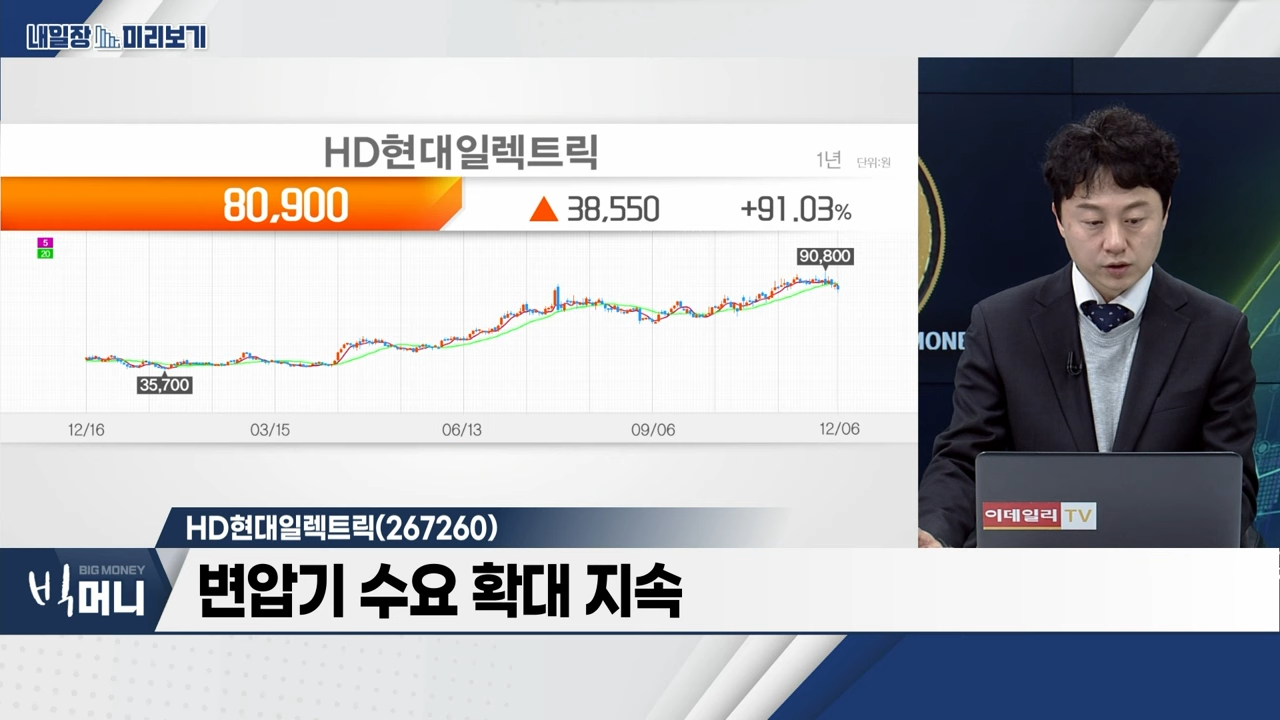 내일장 미리보기
HD현대일렉트릭
1년 단위:원
80,900 ▲ 38,550 +91.03%
5
20
90,800
35,700
12/16 03/15 06/13 09/06 12/06
MONE
이데일리TV
HD현대일렉트릭(267260)
BIG MONEY
빅머니
변압기 수요 확대 지속